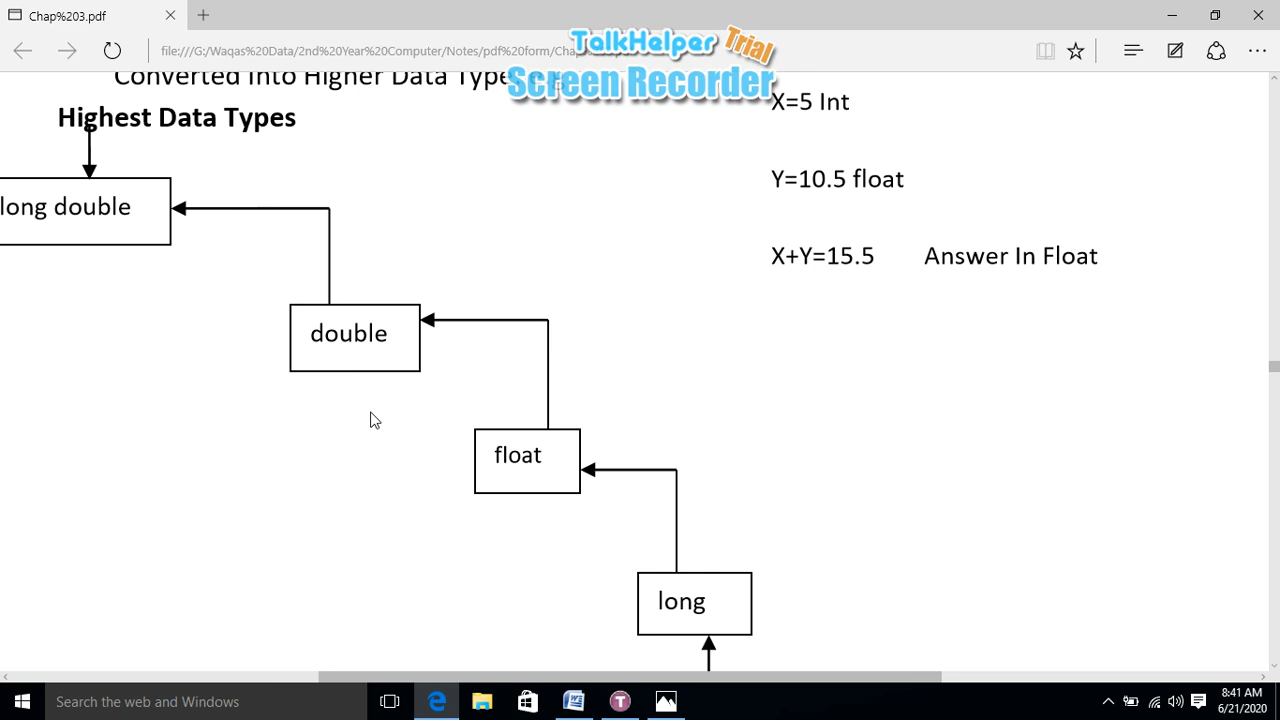 Chap%203.pdf
file:///G:/Waqas%20Data/2nd%20Year%20Computer/Notes/pdf%20form/Chap
TalkHelper Trial
Screen Recorder
Converted Into Higher Data Type
Highest Data Types
X=5 Int
Y=10.5 float
long double
X+Y=15.5 Answer In Float
double
float
long
Search the web and Windows
8:41 AM
6/21/2020